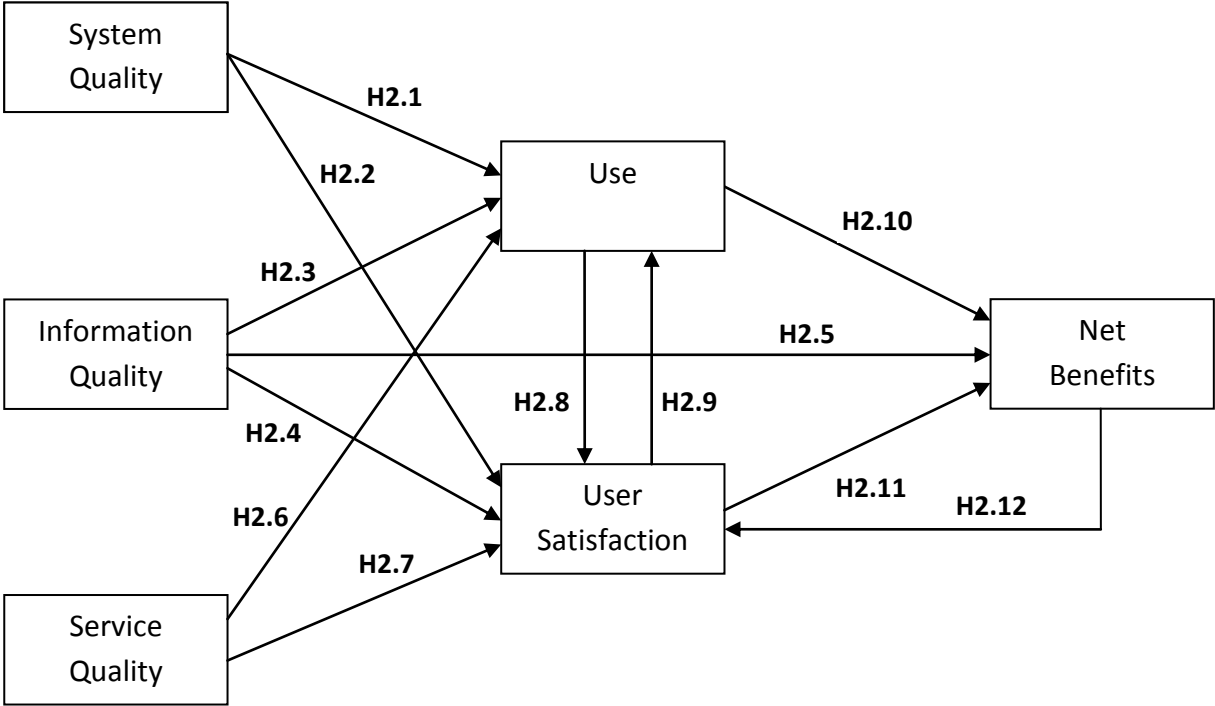 System
Quality
H2.1
H2.2
Use
H2.10
H2.3
Information
Quality
H2.5
Net
Benefits
H2.8
H2.9
H2.4
User
Satisfaction
H2.11
H2.12
H2.6
H2.7
Service
Quality